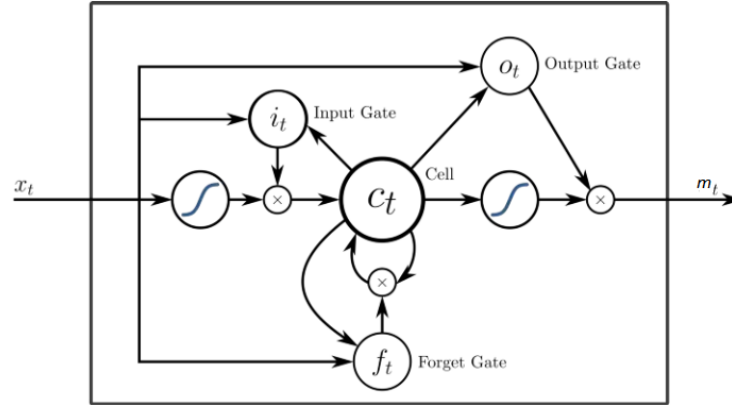 o_t Output Gate
i_t Input Gate
Cell
x_t × c_t × m_t
×
f_t Forget Gate